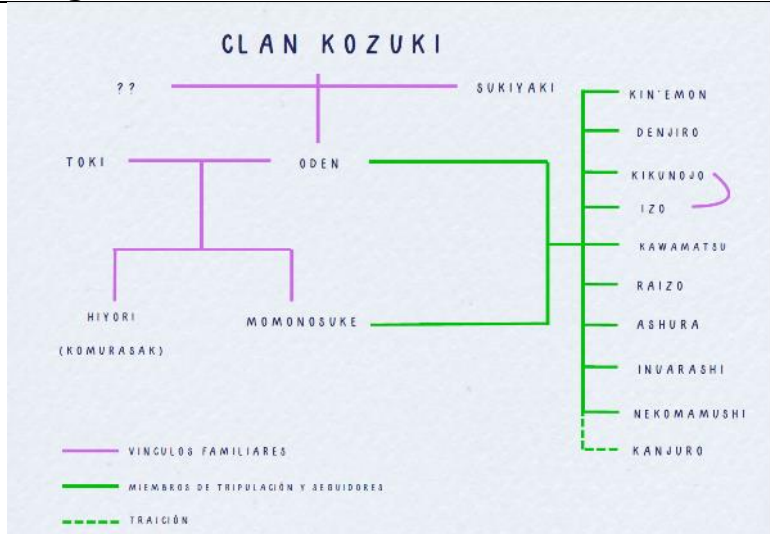 CLAN KOZUKI
?? SUKIYAKI
TOKI ODEN
HIYORI
(KOMURASAK)
MOMONOSUKE
KIN'EMON
DENJIRO
KIKUNOJO
IZO
KAWAMATSU
RAIZO
ASHURA
INUARASHI
NEKOMAMUSHI
KANJURO
VINCULOS FAMILIARES
MIEMBROS DE TRIPULACIÓN Y SEGUIDORES
TRAICIÓN